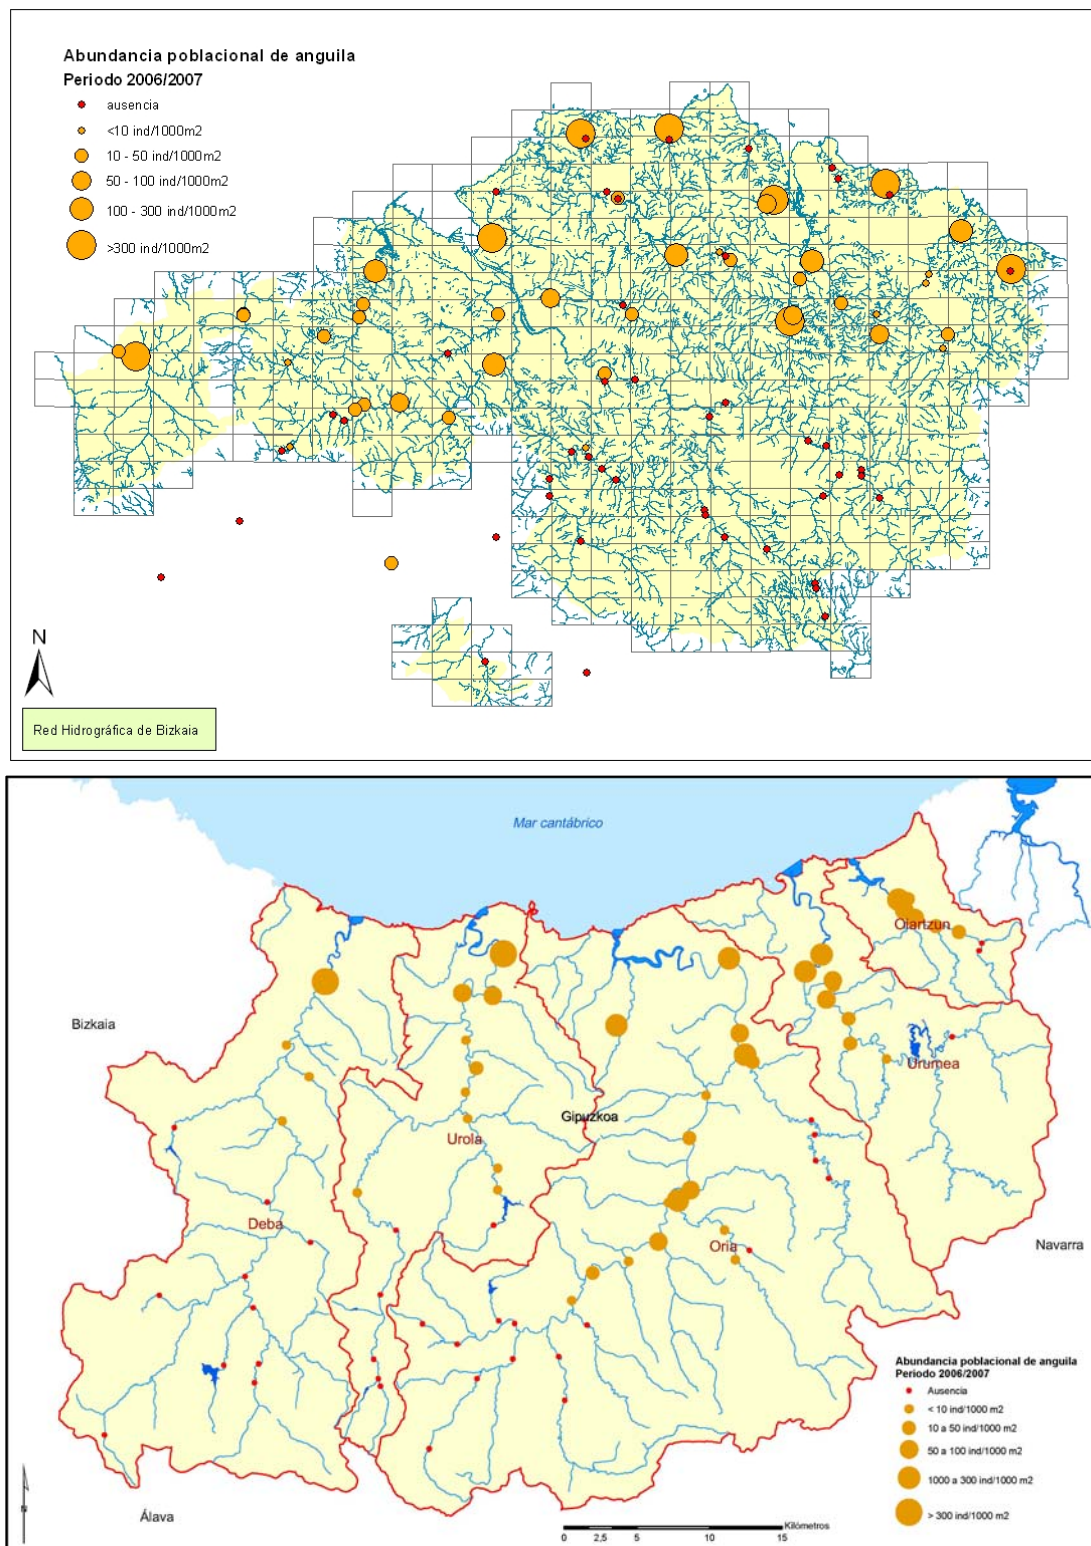 Abundancia poblacional de anguila
Periodo 2006/2007
ausencia
<10 ind/1000m2
10 - 50 ind/1000m2
50 - 100 ind/1000m2
100 - 300 ind/1000m2
>300 ind/1000m2
N
Red Hidrográfica de Bizkaia
Mar cantábrico
Oiartzun
Bizkaia
Urumea
Gipuzkoa
Urola
Deba
Oria
Navarra
Abundancia poblacional de anguila
Periodo 2006/2007
Ausencia
< 10 ind/1000 m2
10 a 50 ind/1000 m2
50 a 100 ind/1000 m2
1000 a 300 ind/1000 m2
> 300 ind/1000 m2
Álava
Kilómetros
0 2,5 5 10 15